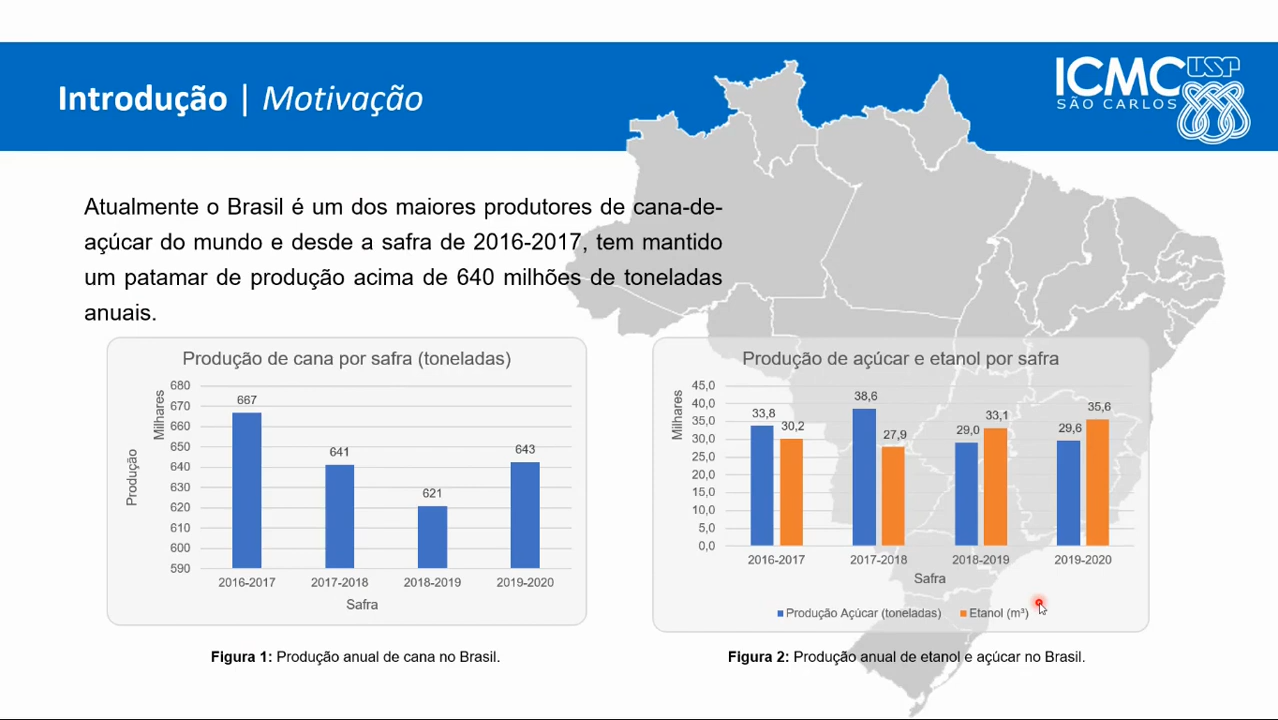 Introdução | Motivação
ICMC USP
SÃO CARLOS
Atualmente o Brasil é um dos maiores produtores de cana-de-
açúcar do mundo e desde a safra de 2016-2017, tem mantido
um patamar de produção acima de 640 milhões de toneladas
anuais.
Produção de cana por safra (toneladas)
Produção
Milhares
680
670
660
650
640
630
620
610
600
590
667
641
621
643
2016-2017
2017-2018
2018-2019
2019-2020
Safra
Figura 1: Produção anual de cana no Brasil.
Produção de açúcar e etanol por safra
Milhares
45,0
40,0
35,0
30,0
25,0
20,0
15,0
10,0
5,0
0,0
33,8
30,2
38,6
27,9
29,0
33,1
29,6
35,6
2016-2017
2017-2018
2018-2019
2019-2020
Safra
Produção Açúcar (toneladas)
Etanol (m³)
Figura 2: Produção anual de etanol e açúcar no Brasil.